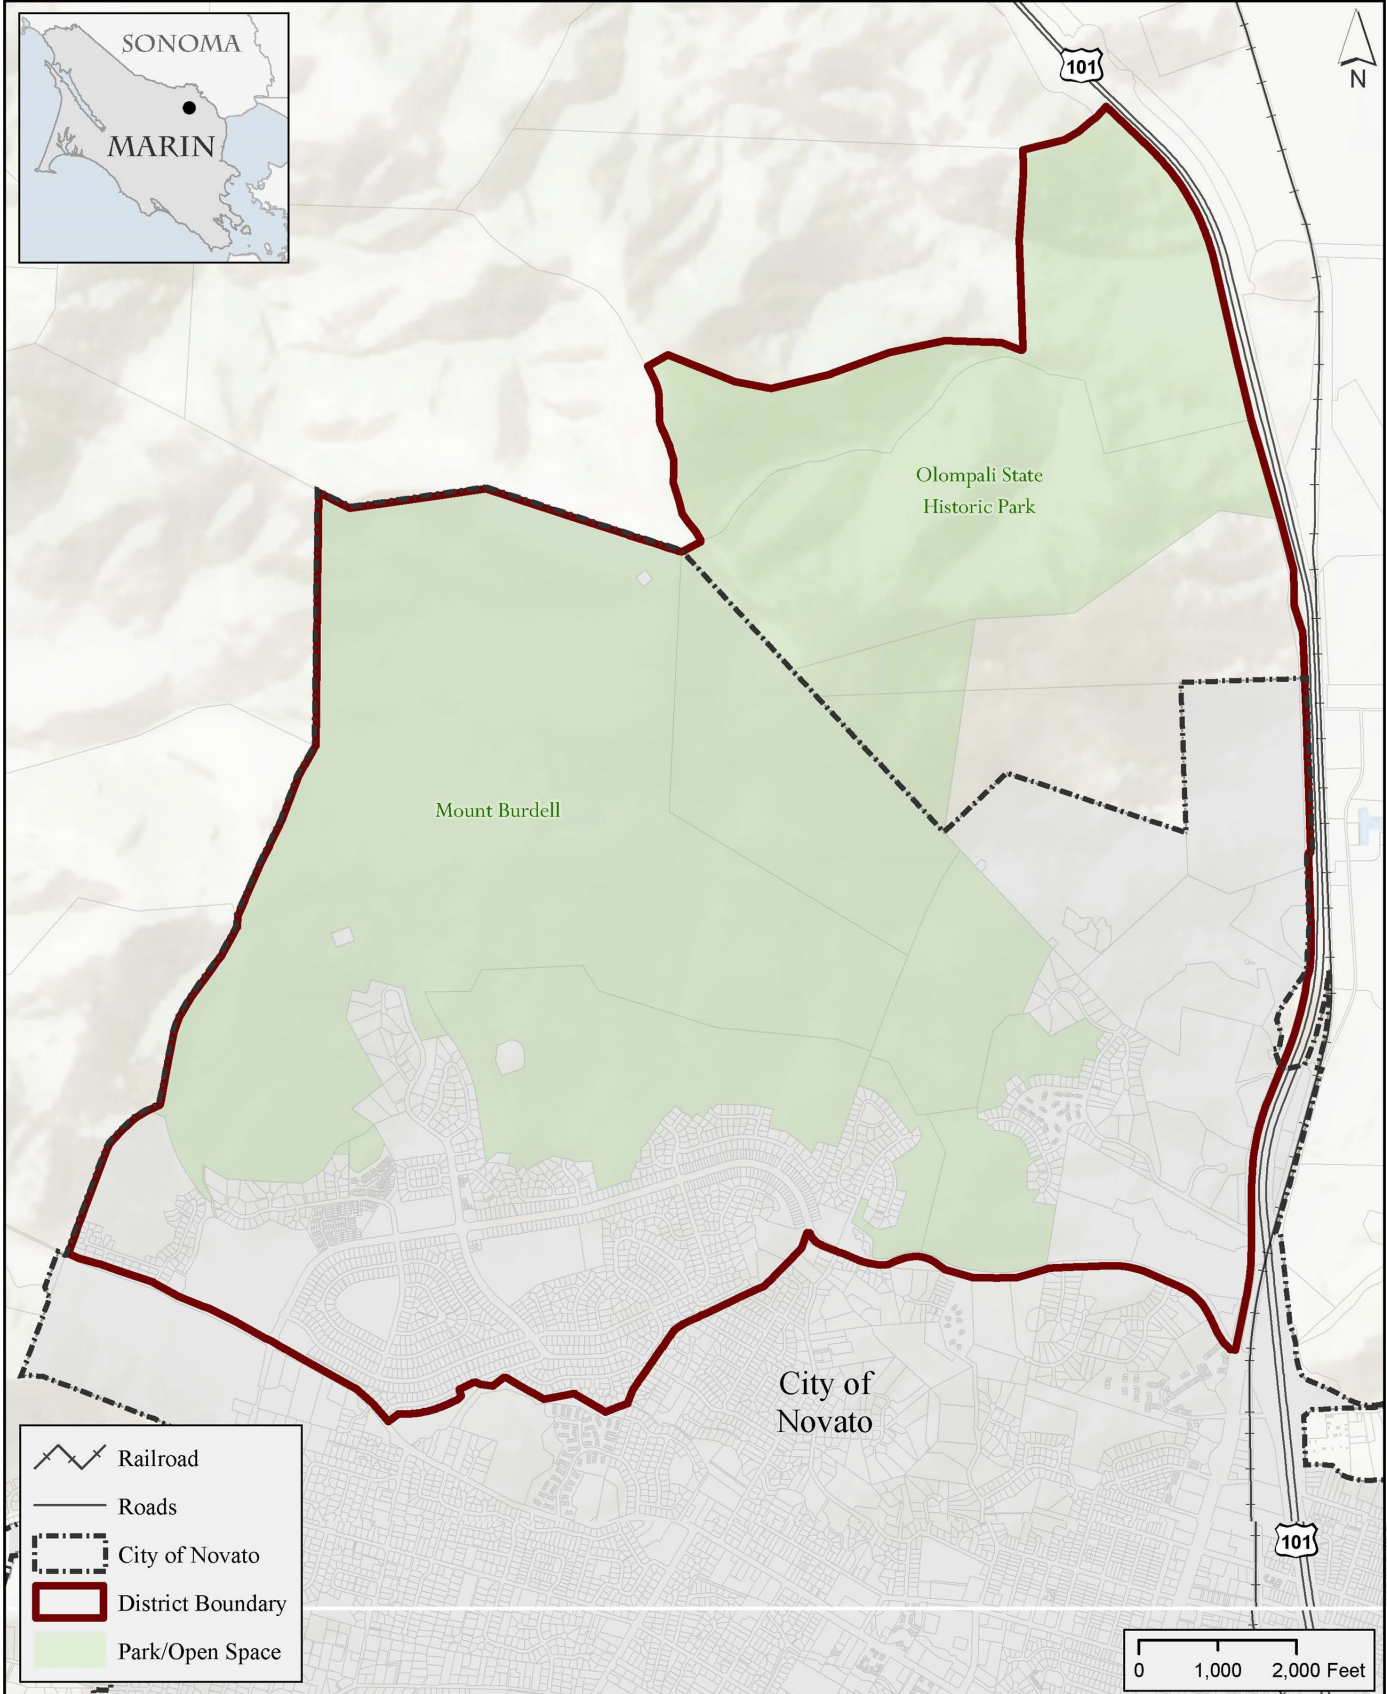 SONOMA
MARIN
101
N
Olompali State
Historic Park
Mount Burdell
City of
Novato
Railroad
Roads
City of Novato
District Boundary
Park/Open Space
101
0 1,000 2,000 Feet